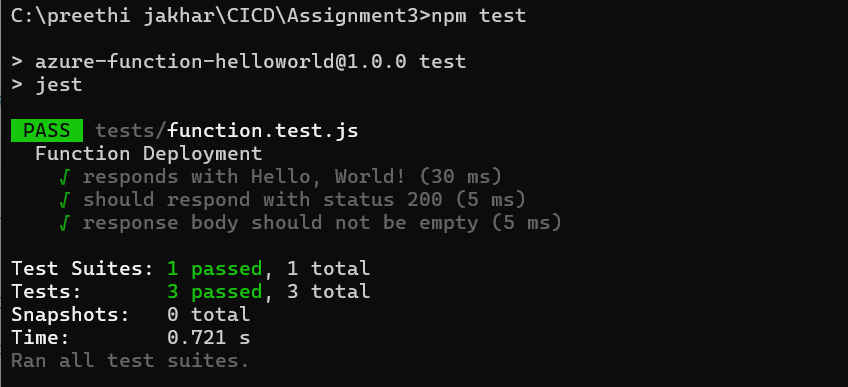 C:\preethi jakhar\CICD\Assignment3>npm test
> azure-function-helloworld@1.0.0 test
> jest
PASS tests/function.test.js
Function Deployment
√ responds with Hello, World! (30 ms)
√ should respond with status 200 (5 ms)
√ response body should not be empty (5 ms)
Test Suites: 1 passed, 1 total
Tests: 3 passed, 3 total
Snapshots: 0 total
Time: 0.721 s
Ran all test suites.